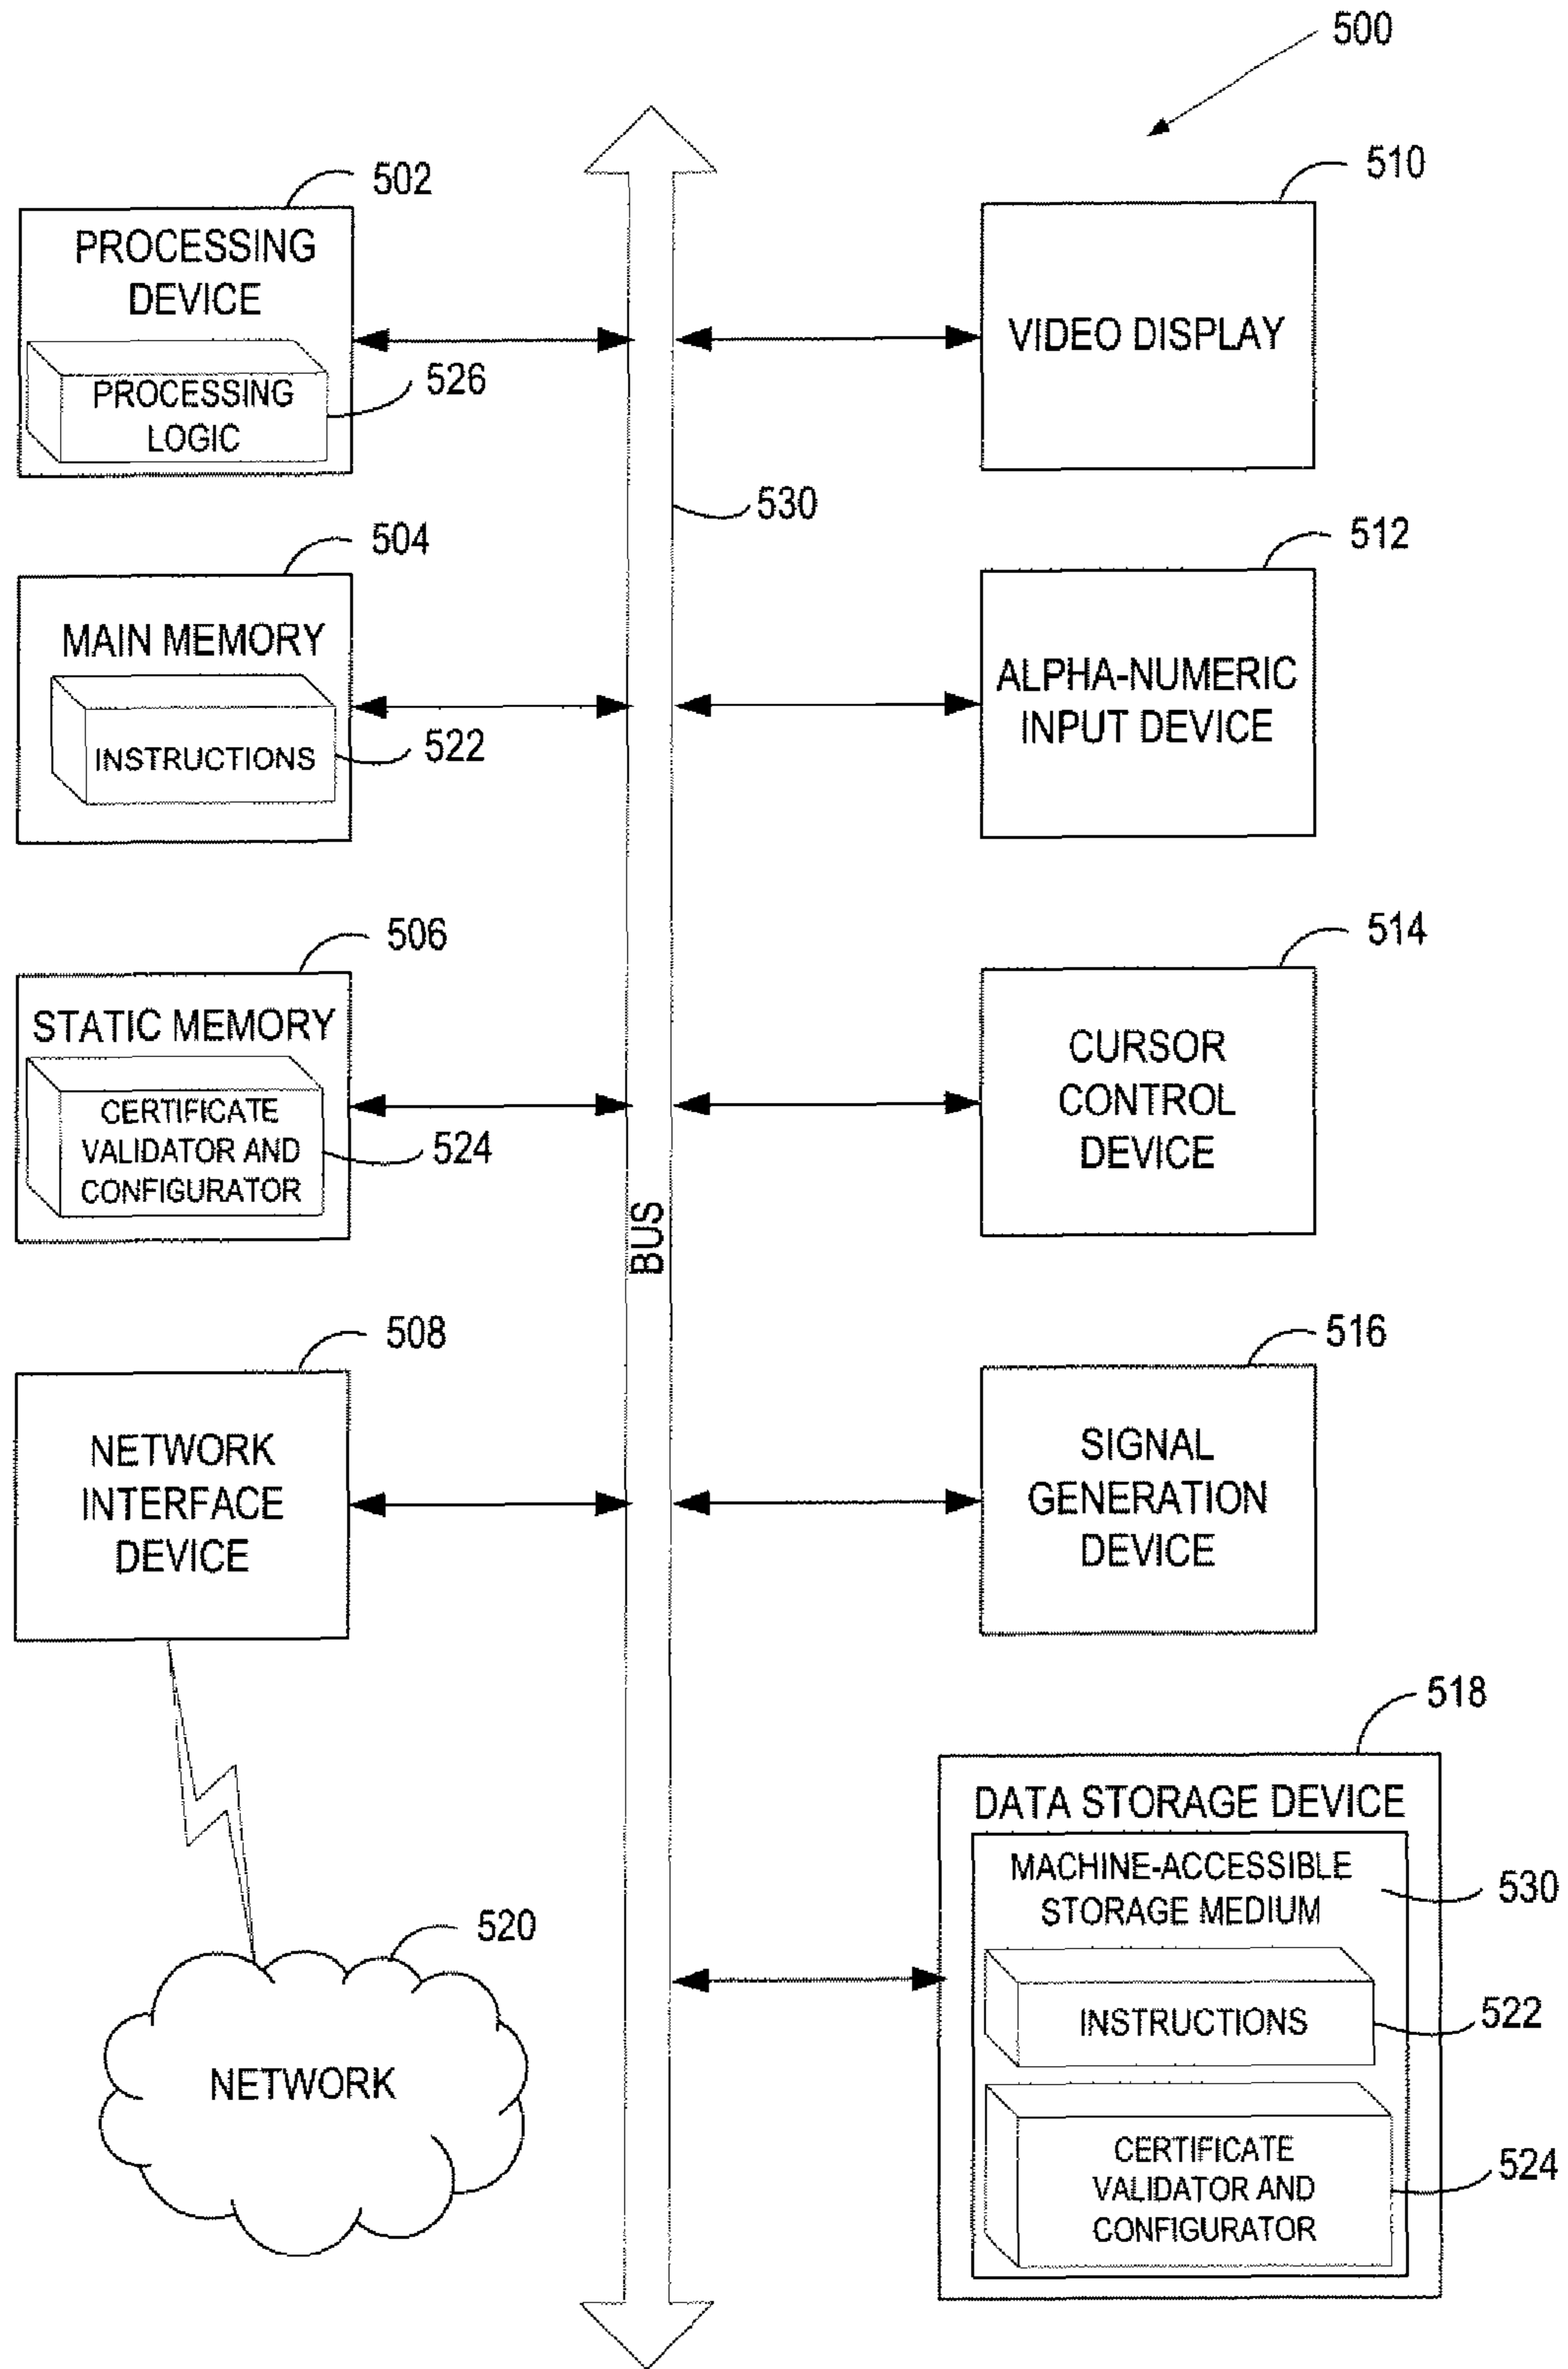 500
502
PROCESSING
DEVICE
526
PROCESSING
LOGIC
510
VIDEO DISPLAY
530
504
MAIN MEMORY
522
INSTRUCTIONS
512
ALPHA-NUMERIC
INPUT DEVICE
506
STATIC MEMORY
CERTIFICATE
VALIDATOR AND
CONFIGURATOR
524
514
CURSOR
CONTROL
DEVICE
BUS
508
NETWORK
INTERFACE
DEVICE
516
SIGNAL
GENERATION
DEVICE
518
DATA STORAGE DEVICE
MACHINE-ACCESSIBLE
STORAGE MEDIUM
530
INSTRUCTIONS
522
CERTIFICATE
VALIDATOR AND
CONFIGURATOR
524
520
NETWORK